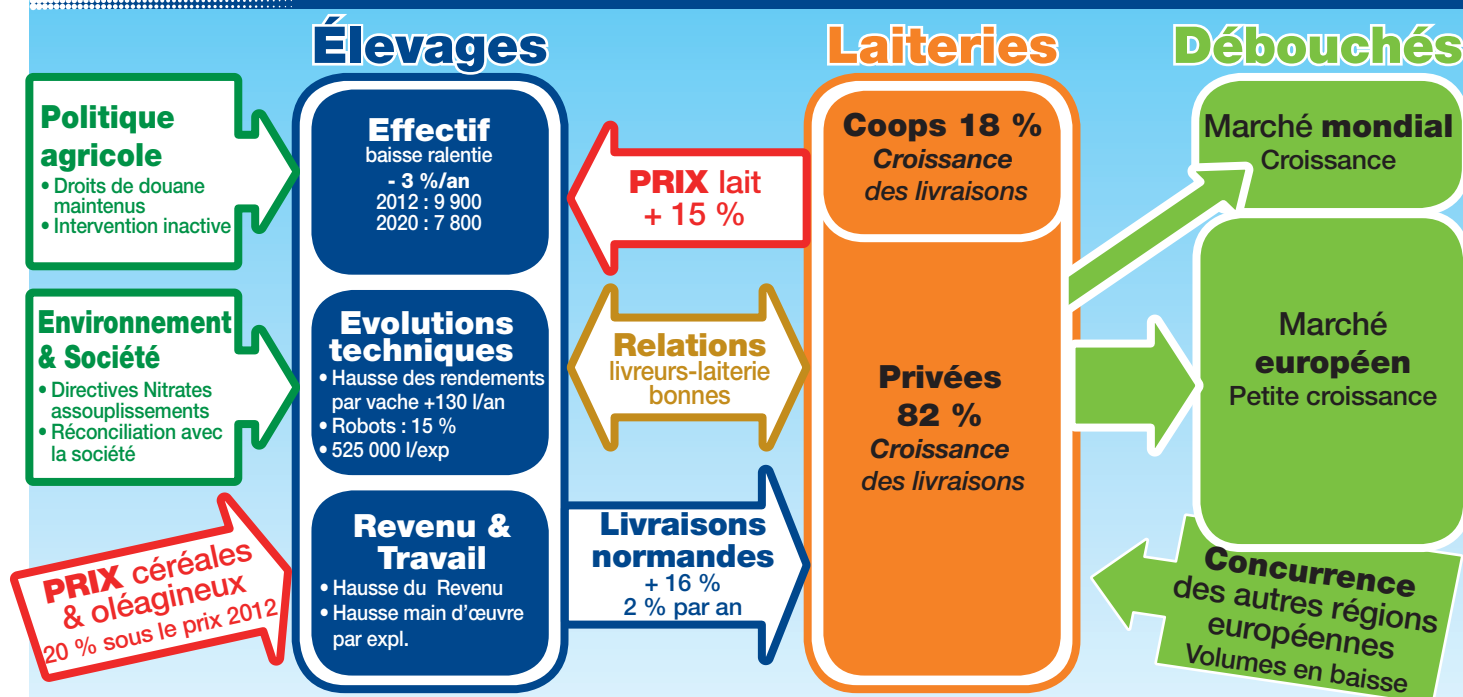 Élevages
Laiteries
Débouchés
Politique
agricole
• Droits de douane
maintenus
• Intervention inactive
Environnement
& Société
• Directives Nitrates
assouplissements
• Réconciliation avec
la société
PRIX céréales
& oléagineux
20 % sous le prix 2012
Effectif
baisse ralentie
- 3 %/an
2012 : 9 900
2020 : 7 800
Evolutions
techniques
• Hausse des rendements
par vache +130 l/an
• Robots : 15 %
• 525 000 l/exp
Revenu &
Travail
• Hausse du Revenu
• Hausse main d’œuvre
par expl.
PRIX lait
+ 15 %
Relations
livreurs-laiterie
bonnes
Livraisons
normandes
+ 16 %
2 % par an
Coops 18 %
Croissance
des livraisons
Privées
82 %
Croissance
des livraisons
Marché mondial
Croissance
Marché
européen
Petite croissance
Concurrence
des autres régions
européennes
Volumes en baisse